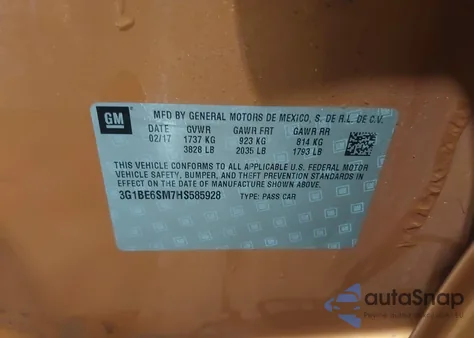 GM
MFD BY GENERAL MOTORS DE MEXICO, S. DE R.L. DE C.V.
DATE GVWR GAWR FRT GAWR RR
02/17 1737 KG 923 KG 814 KG
3828 LB 2035 LB 1793 LB
THIS VEHICLE CONFORMS TO ALL APPLICABLE U.S. FEDERAL MOTOR
VEHICLE SAFETY, BUMPER, AND THEFT PREVENTION STANDARDS IN
EFFECT ON THE DATE OF MANUFACTURE SHOWN ABOVE.
3G1BE6SM7HS585928 TYPE: PASS CAR
autoSnap